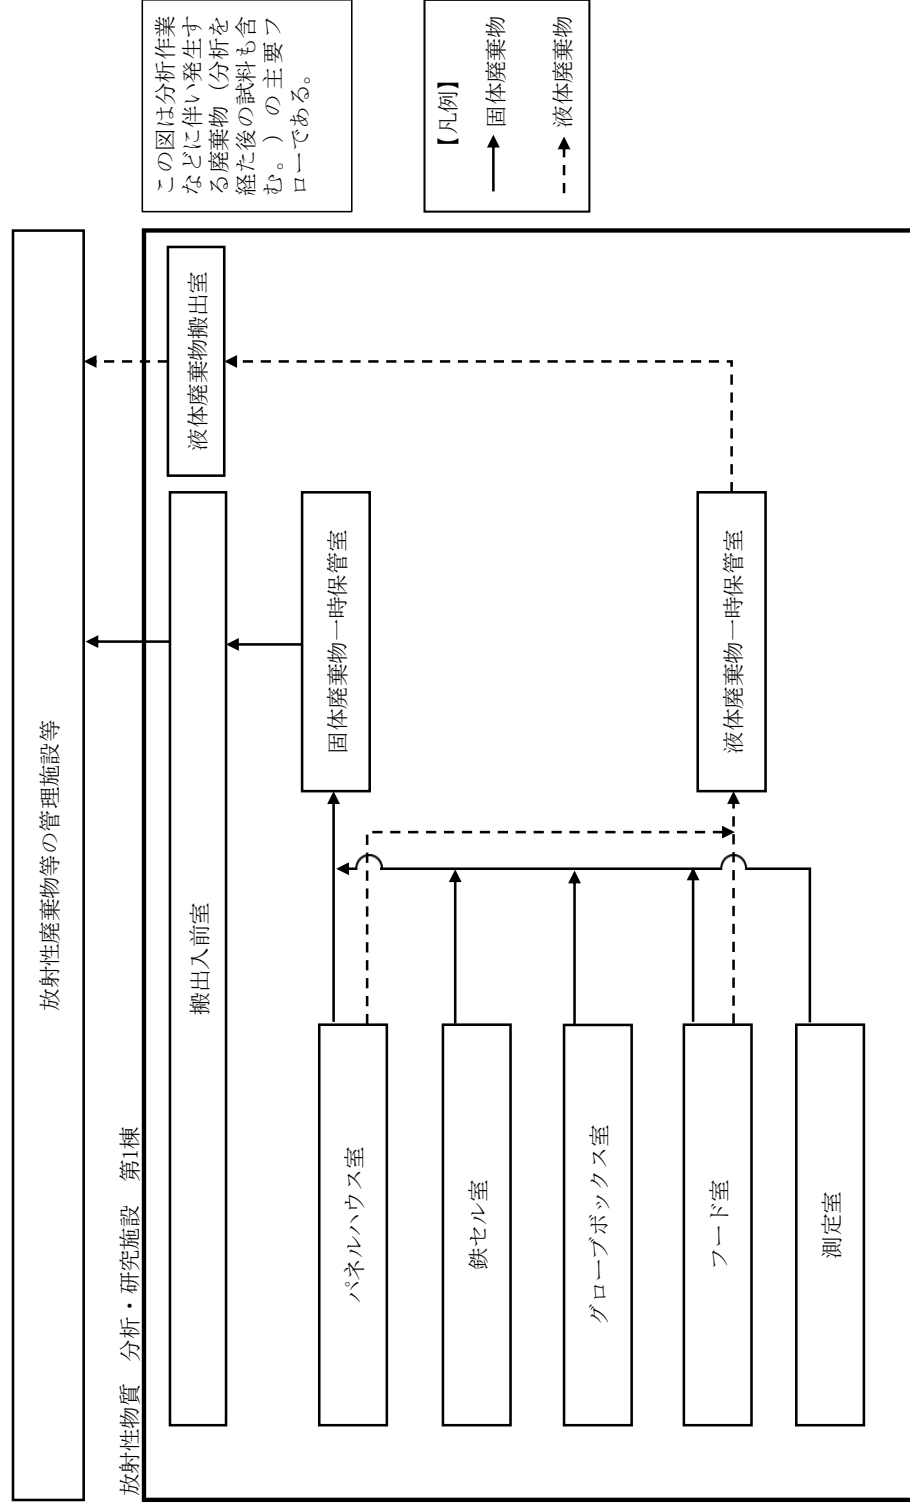 この図は分析作業
などに伴い発生す
る廃棄物（分析を
経た後の試料も含
む。）の主要フ
ローである。
【凡例】
固体廃棄物
液体廃棄物
放射性廃棄物等の管理施設等
放射性物質　分析・研究施設　第1棟
搬出入前室
液体廃棄物搬出室
パネルハウス室
固体廃棄物一時保管室
鉄セル室
グローブボックス室
フード室
液体廃棄物一時保管室
測定室